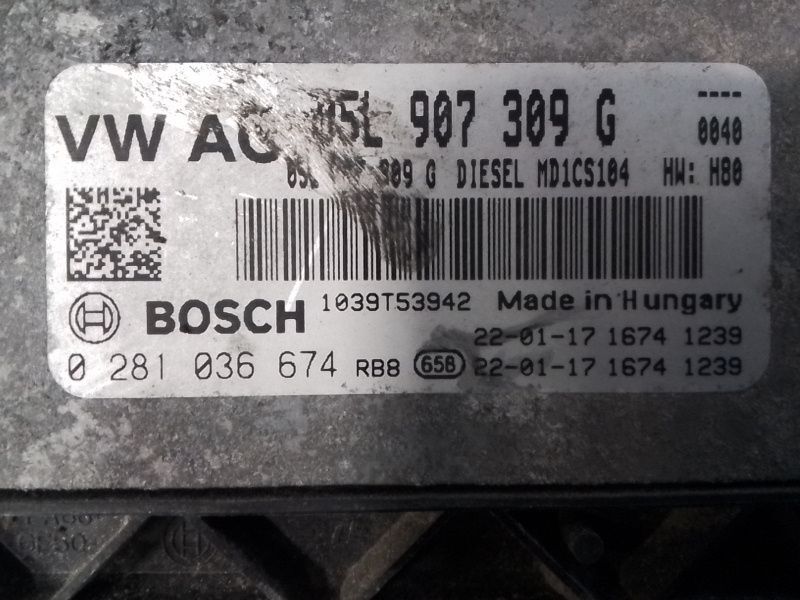 VW AG 05L 907 309 G ----
0040
309 G DIESEL MD1CS104 HW: H80
BOSCH 1039T53942 Made in Hungary
22-01-17 1674 1239
0 281 036 674 RB8 65B 22-01-17 1674 1239